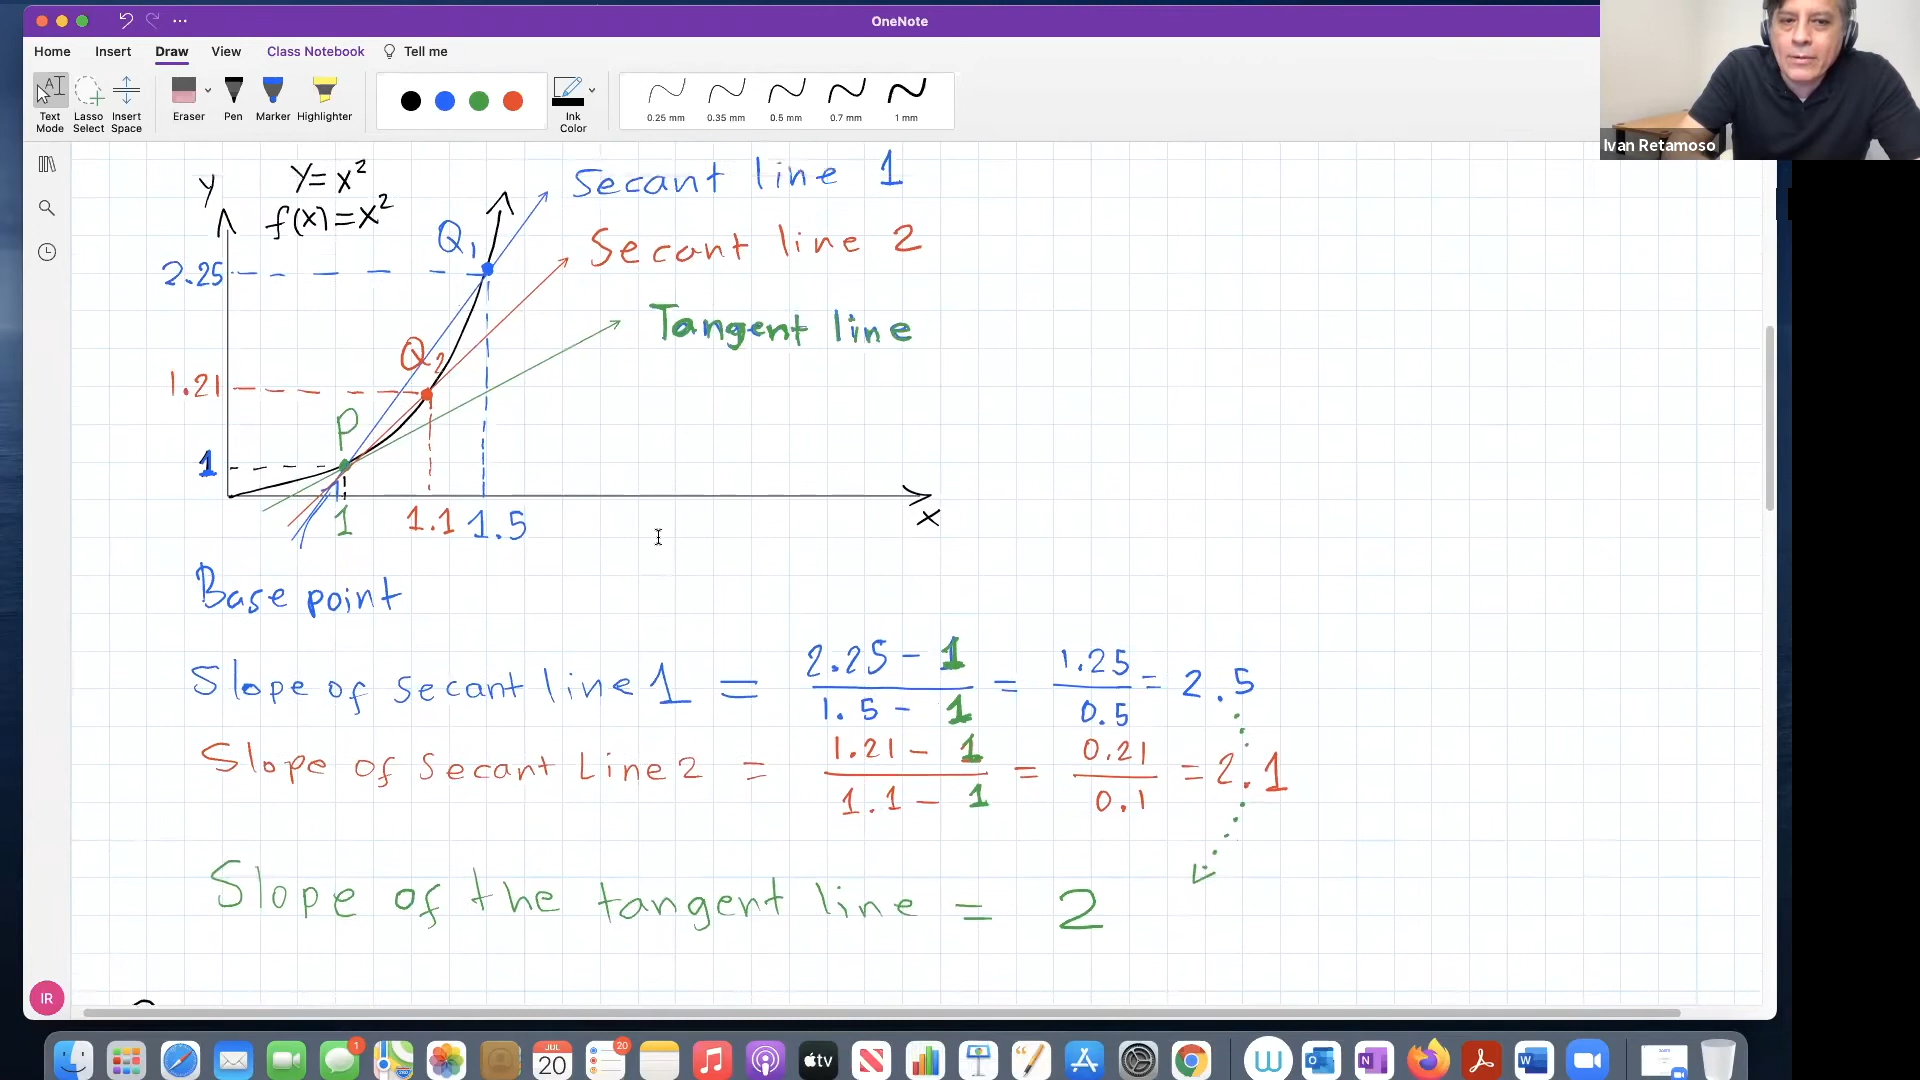 OneNote
Home Insert Draw View Class Notebook Tell me
Text Mode Lasso Select Insert Space Eraser Pen Marker Highlighter Ink Color 0.25 mm 0.35 mm 0.5 mm 0.7 mm 1 mm
Ivan Retamoso
y y = x² Secant line 1
f(x) = x²
Q₁ Secant line 2
2.25
Tangent line
Q₂
1.21
P
1
1 1.1 1.5 x
Base point
Slope of secant line 1 = (2.25 - 1)/(1.5 - 1) = 1.25/0.5 = 2.5
Slope of Secant Line 2 = (1.21 - 1)/(1.1 - 1) = 0.21/0.1 = 2.1
Slope of the tangent line = 2
IR
1 JUL 20 20 tv